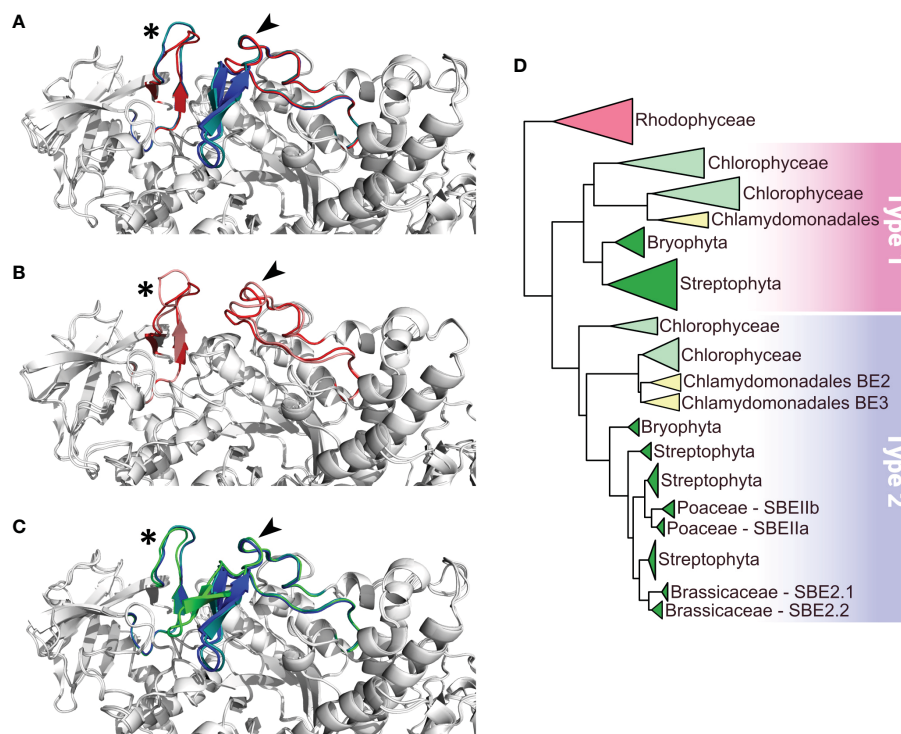 A
*
B
*
C
*
D
Rhodophyceae
Chlorophyceae
Chlorophyceae
Chlamydomonadales
Bryophyta
Streptophyta
Type 1
Chlorophyceae
Chlorophyceae
Chlamydomonadales BE2
Chlamydomonadales BE3
Bryophyta
Streptophyta
Streptophyta
Poaceae - SBEIIb
Poaceae - SBEIIa
Streptophyta
Brassicaceae - SBE2.1
Brassicaceae - SBE2.2
Type 2